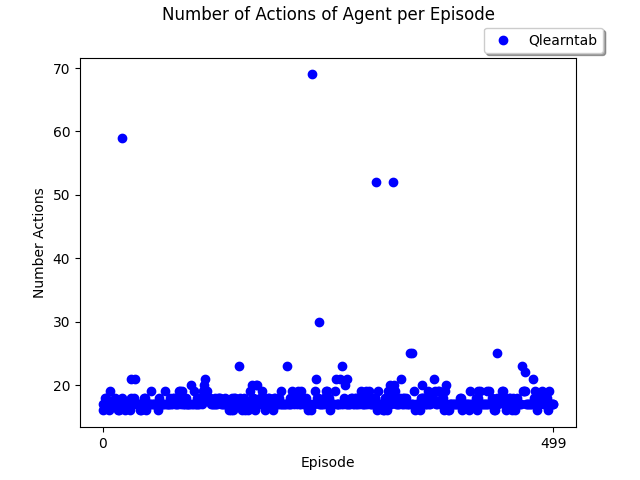 Number of Actions of Agent per Episode
Qlearntab
70
60
50
40
30
20
Number Actions
0
499
Episode